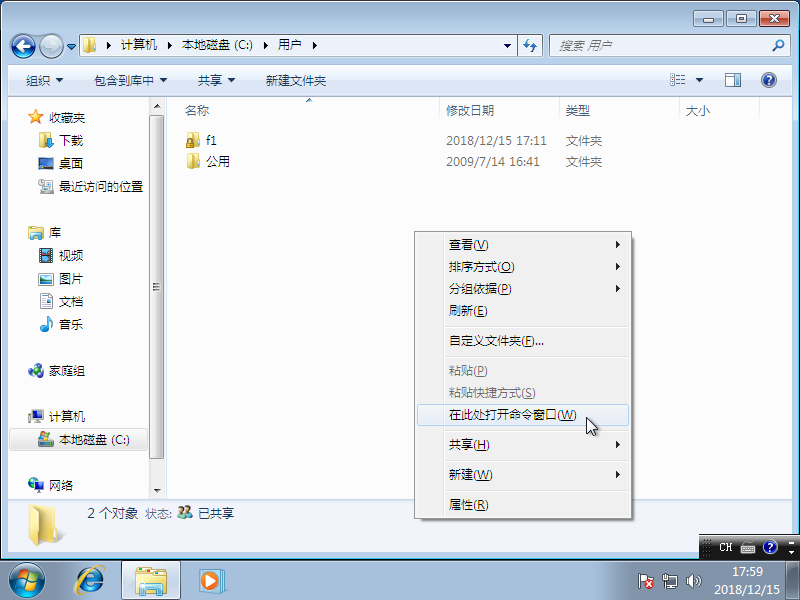 计算机 本地磁盘 (C:) 用户 搜索 用户
组织 包含到库中 共享 新建文件夹
收藏夹
下载
桌面
最近访问的位置
库
视频
图片
文档
音乐
家庭组
计算机
本地磁盘 (C:)
网络
名称 修改日期 类型 大小
f1 2018/12/15 17:11 文件夹
公用 2009/7/14 16:41 文件夹
查看(V)
排序方式(O)
分组依据(P)
刷新(E)
自定义文件夹(F)...
粘贴(P)
粘贴快捷方式(S)
在此处打开命令窗口(W)
共享(H)
新建(W)
属性(R)
2 个对象 状态: 已共享
CH
17:59
2018/12/15